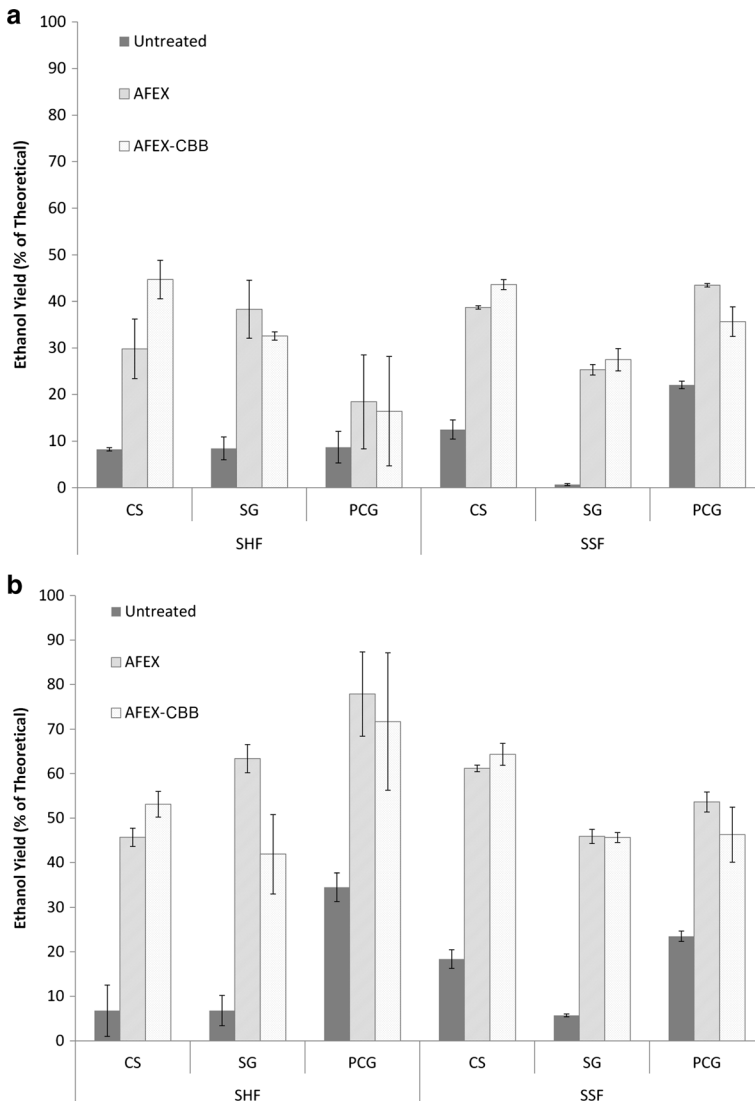 a
100
90
80
70
60
50
40
30
20
10
0
Ethanol Yield (% of Theoretical)
Untreated
AFEX
AFEX-CBB
CS SG PCG CS SG PCG
SHF SSF
b
100
90
80
70
60
50
40
30
20
10
0
Ethanol Yield (% of Theoretical)
Untreated
AFEX
AFEX-CBB
CS SG PCG CS SG PCG
SHF SSF